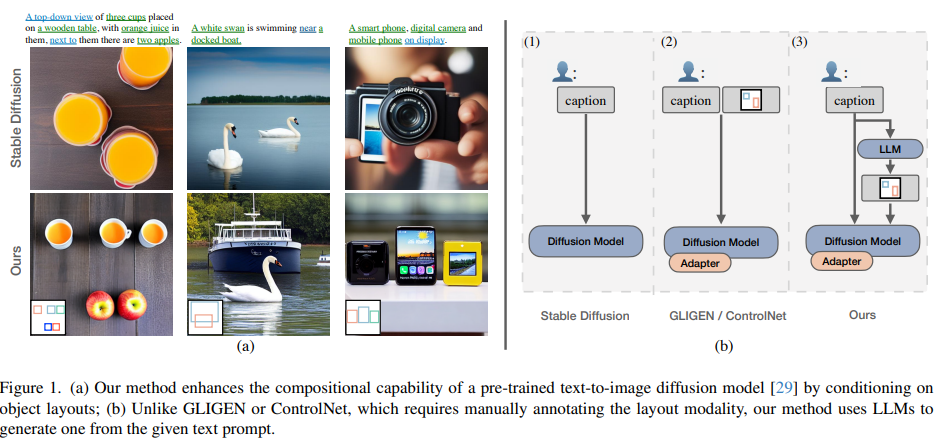 A top-down view of three cups placed
on a wooden table, with orange juice in
them, next to them there are two apples.
A white swan is swimming near a
docked boat.
A smart phone, digital camera and
mobile phone on display.
Stable Diffusion
Ours
(a)
(1)
(2)
(3)
:
:
:
caption
caption
caption
LLM
Diffusion Model
Diffusion Model
Adapter
Diffusion Model
Adapter
Stable Diffusion
GLIGEN / ControlNet
Ours
(b)
Figure 1. (a) Our method enhances the compositional capability of a pre-trained text-to-image diffusion model [29] by conditioning on
object layouts; (b) Unlike GLIGEN or ControlNet, which requires manually annotating the layout modality, our method uses LLMs to
generate one from the given text prompt.